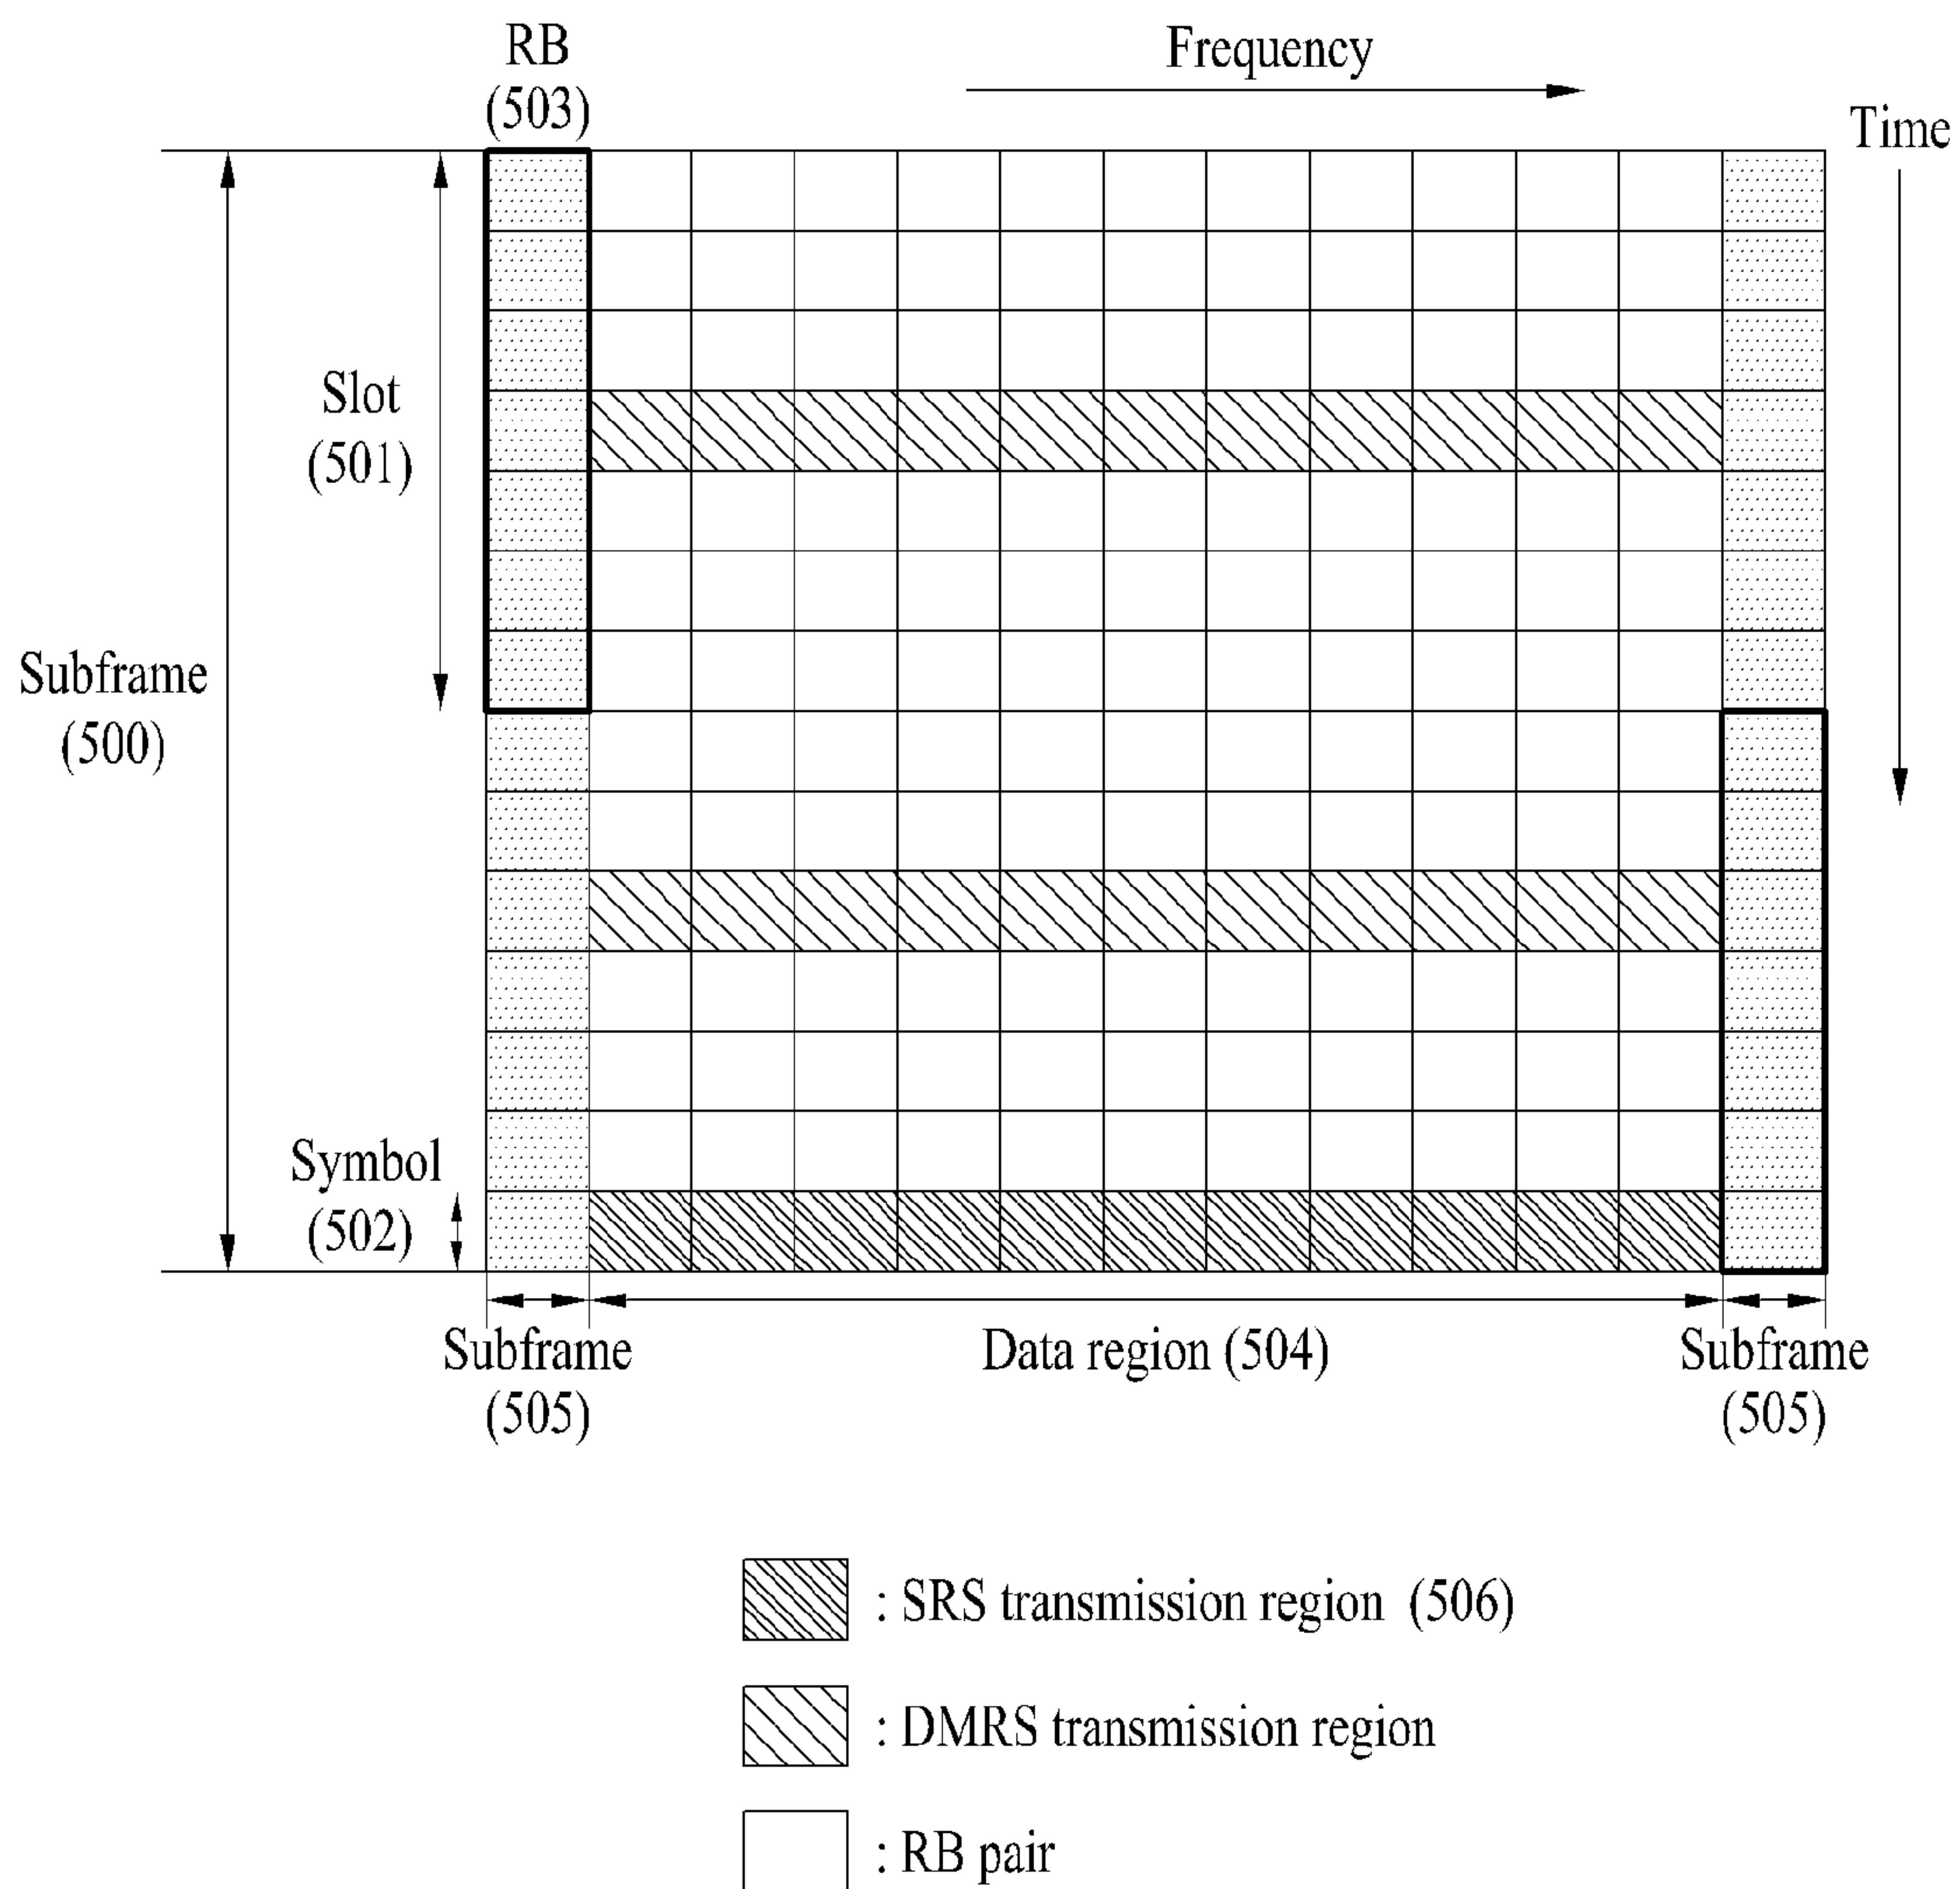 RB
(503)
Frequency
Time
Slot
(501)
Subframe
(500)
Symbol
(502)
Subframe
(505)
Data region (504)
Subframe
(505)
: SRS transmission region (506)
: DMRS transmission region
: RB pair